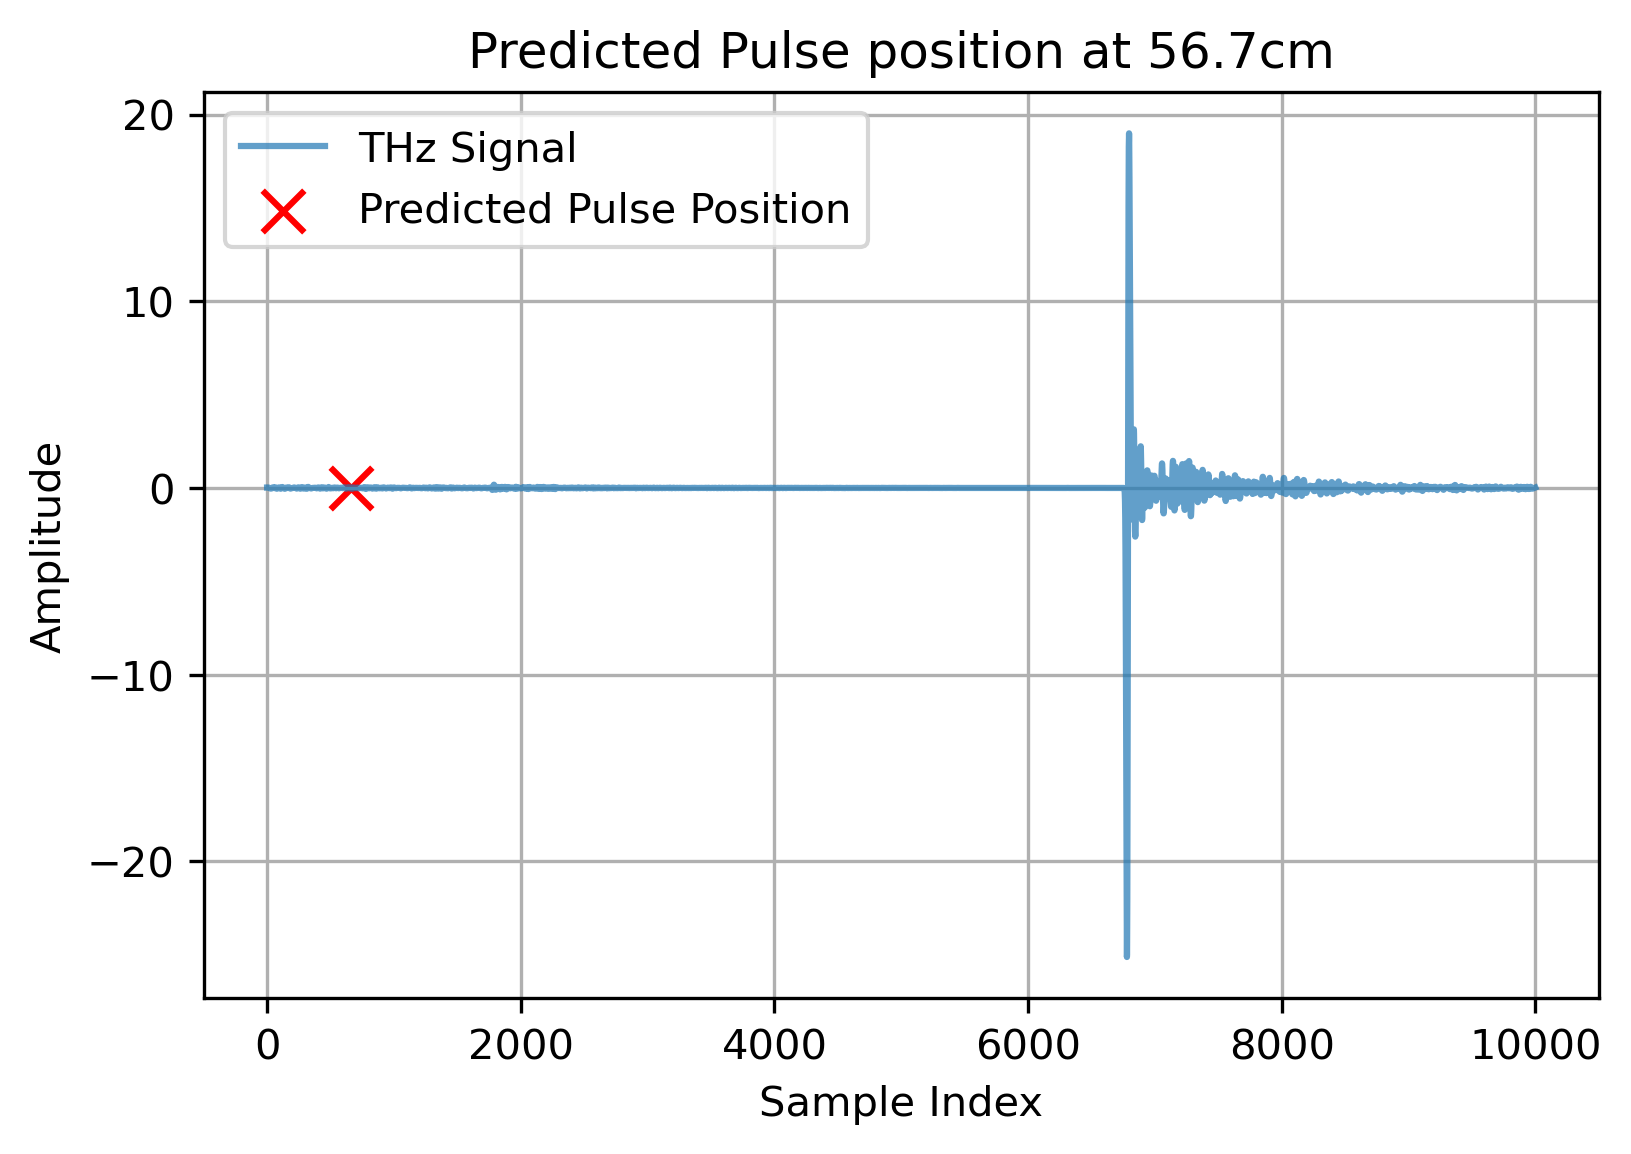 Predicted Pulse position at 56.7cm
THz Signal
Predicted Pulse Position
20
10
0
−10
−20
Amplitude
0 2000 4000 6000 8000 10000
Sample Index